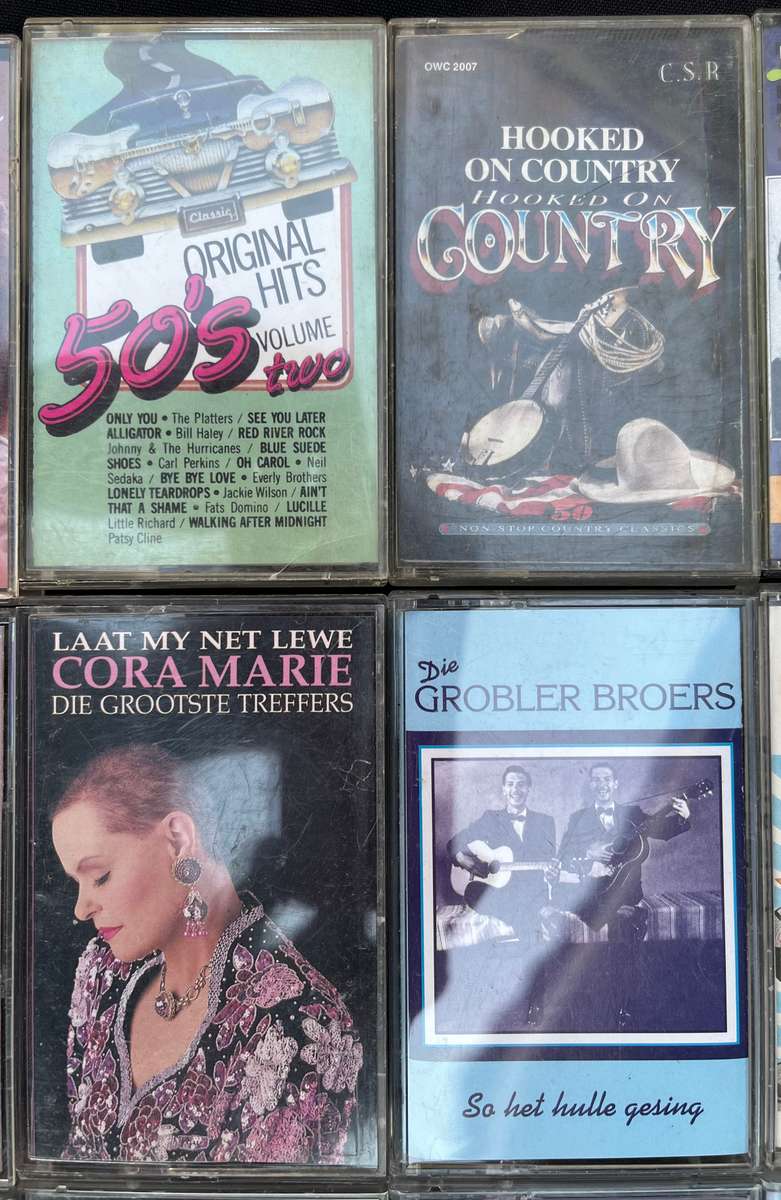 Classic
ORIGINAL
HITS
50's
VOLUME
two
ONLY YOU • The Platters / SEE YOU LATER
ALLIGATOR • Bill Haley / RED RIVER ROCK
Johnny & The Hurricanes / BLUE SUEDE
SHOES • Carl Perkins / OH CAROL • Neil
Sedaka / BYE BYE LOVE • Everly Brothers
LONELY TEARDROPS • Jackie Wilson / AIN'T
THAT A SHAME • Fats Domino / LUCILLE
Little Richard / WALKING AFTER MIDNIGHT
Patsy Cline
OWC 2007
C.S.R
HOOKED
ON COUNTRY
HOOKED ON
COUNTRY
50
NON-STOP COUNTRY CLASSICS
LAAT MY NET LEWE
CORA MARIE
DIE GROOTSTE TREFFERS
Die
GROBLER BROERS
So het hulle gesing